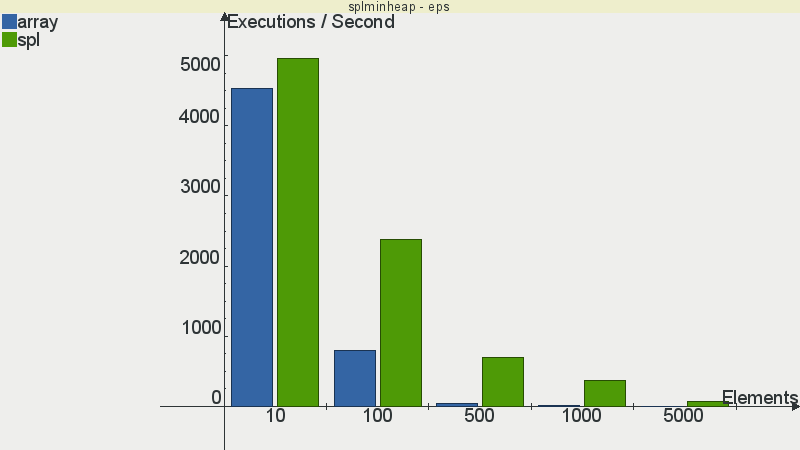 splminheap - eps
array
spl
Executions / Second
5000
4000
3000
2000
1000
0
Elements
10 100 500 1000 5000